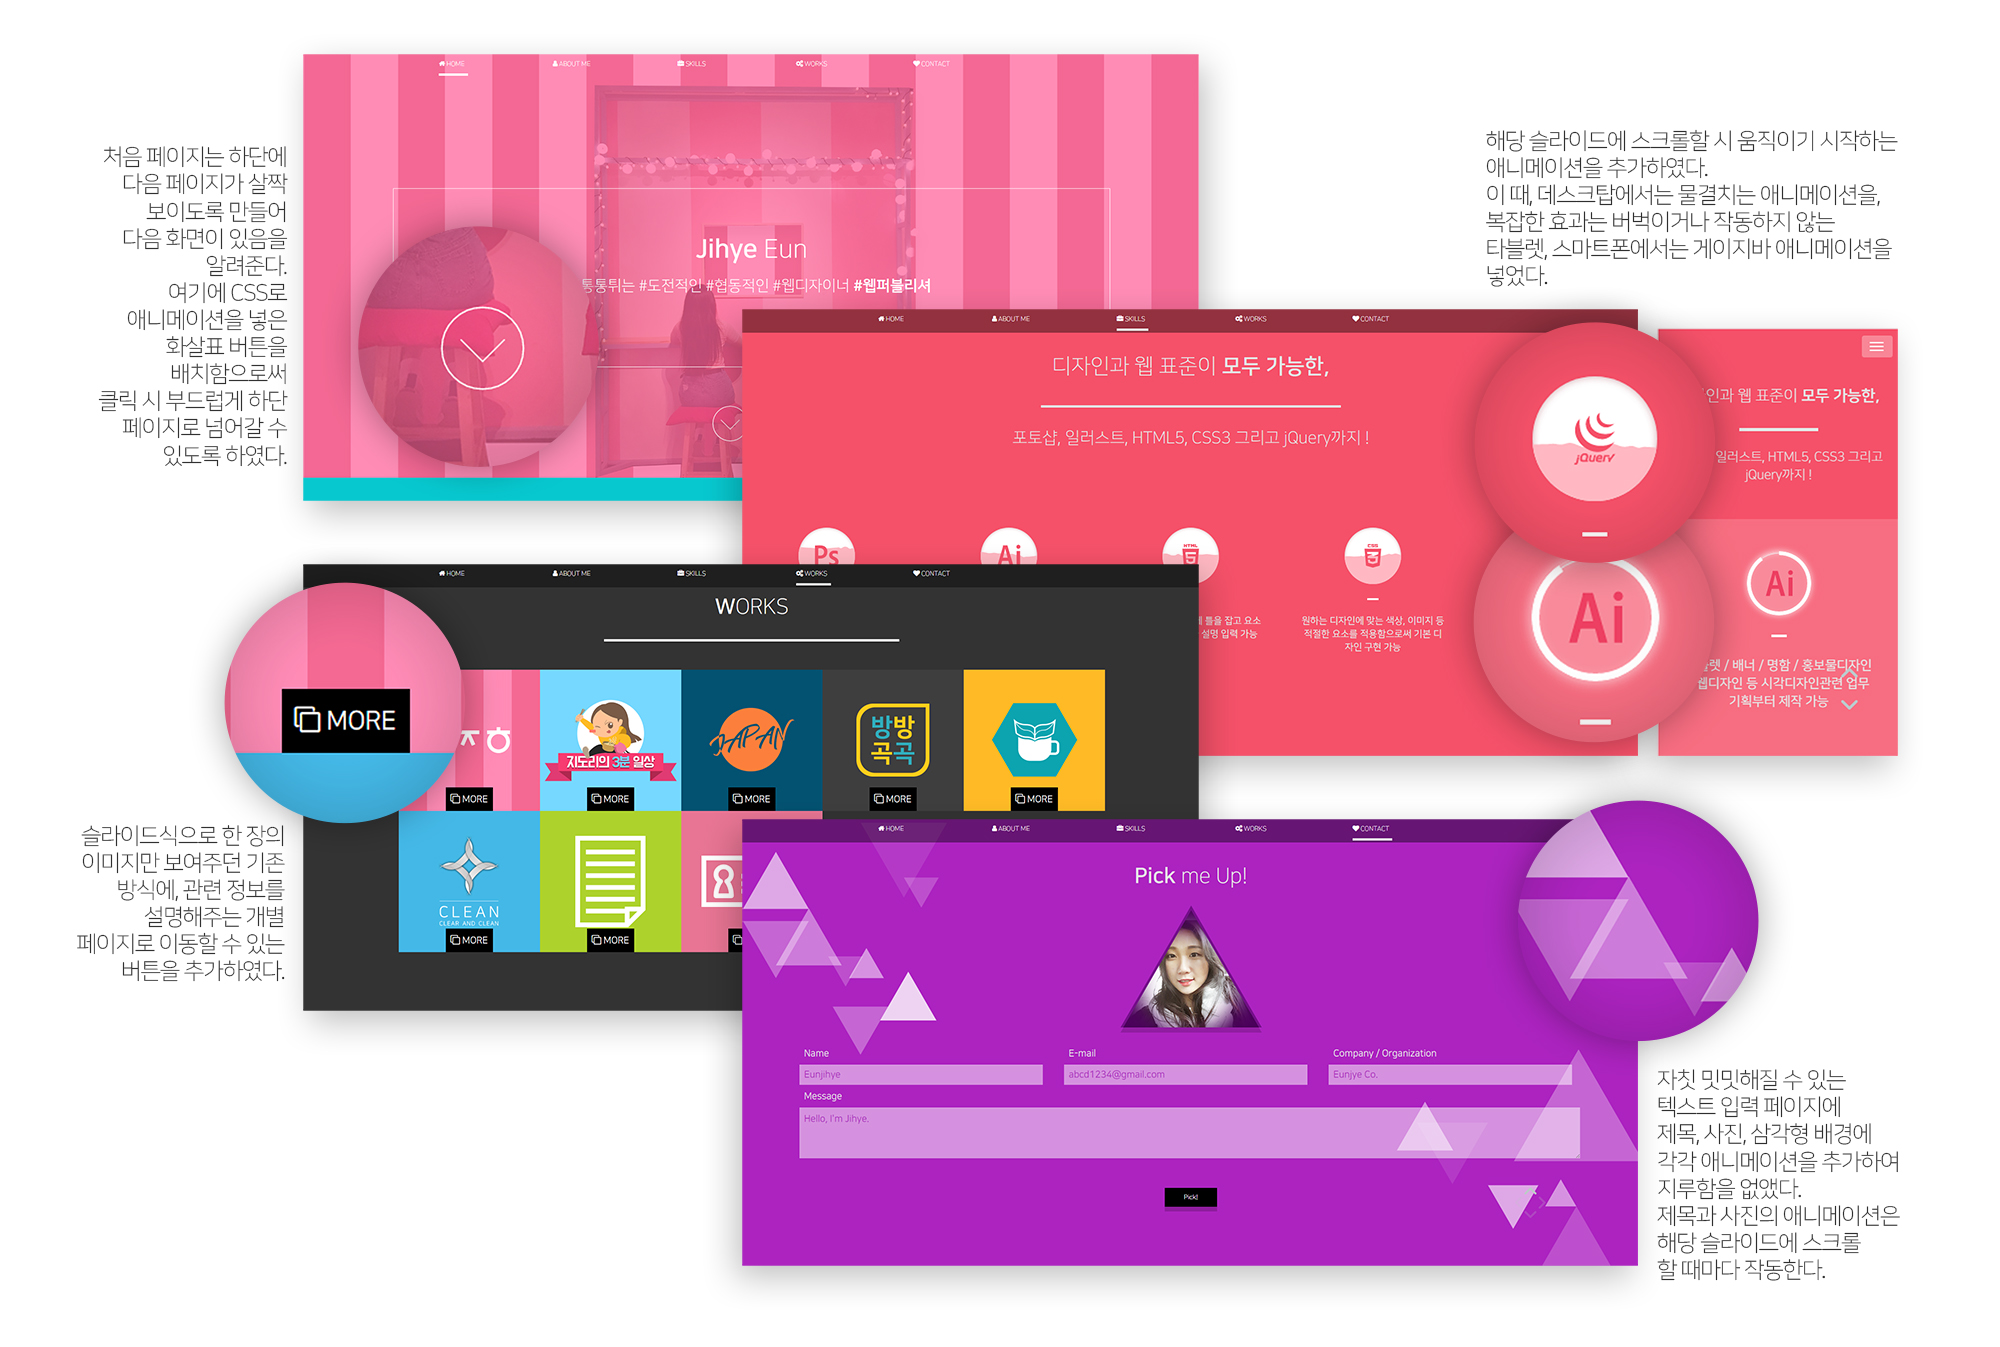 HOME ABOUT ME SKILLS WORKS CONTACT
처음 페이지는 하단에
다음 페이지가 살짝
보이도록 만들어
다음 화면이 있음을
알려준다.
여기에 CSS로
애니메이션을 넣은
화살표 버튼을
배치함으로써
클릭 시 부드럽게 하단
페이지로 넘어갈 수
있도록 하였다.
Jihye Eun
통통튀는 #도전적인 #협동적인 #웹디자이너 #웹퍼블리셔
해당 슬라이드에 스크롤할 시 움직이기 시작하는
애니메이션을 추가하였다.
이 때, 데스크탑에서는 물결치는 애니메이션을,
복잡한 효과는 버벅이거나 작동하지 않는
타블렛, 스마트폰에서는 게이지바 애니메이션을
넣었다.
HOME ABOUT ME SKILLS WORKS CONTACT
디자인과 웹 표준이 모두 가능한,
포토샵, 일러스트, HTML5, CSS3 그리고 jQuery까지 !
Ps
Ai
HTML 5
CSS 3
틀을 잡고 요소
설명 입력 가능
원하는 디자인에 맞는 색상, 이미지 등
적절한 요소를 적용함으로써 기본 디
자인 구현 가능
jQuery
Ai
인과 웹 표준이 모두 가능한,
일러스트, HTML5, CSS3 그리고
jQuery까지 !
Ai
/ 배너 / 명함 / 홍보물디자인
웹디자인 등 시각디자인관련 업무
기획부터 제작 가능
HOME ABOUT ME SKILLS WORKS CONTACT
WORKS
MORE
ㅈㅎ
MORE
지도리의 3분 일상
MORE
JAPAN
MORE
방방
곡곡
MORE
MORE
CLEAN
CLEAR AND CLEAN
MORE
MORE
슬라이드식으로 한 장의
이미지만 보여주던 기존
방식에, 관련 정보를
설명해주는 개별
페이지로 이동할 수 있는
버튼을 추가하였다.
HOME ABOUT ME SKILLS WORKS CONTACT
Pick me Up!
Name
Eunjihye
E-mail
abcd1234@gmail.com
Company / Organization
Eunjye Co.
Message
Hello, I'm Jihye.
Pick!
자칫 밋밋해질 수 있는
텍스트 입력 페이지에
제목, 사진, 삼각형 배경에
각각 애니메이션을 추가하여
지루함을 없앴다.
제목과 사진의 애니메이션은
해당 슬라이드에 스크롤
할 때마다 작동한다.